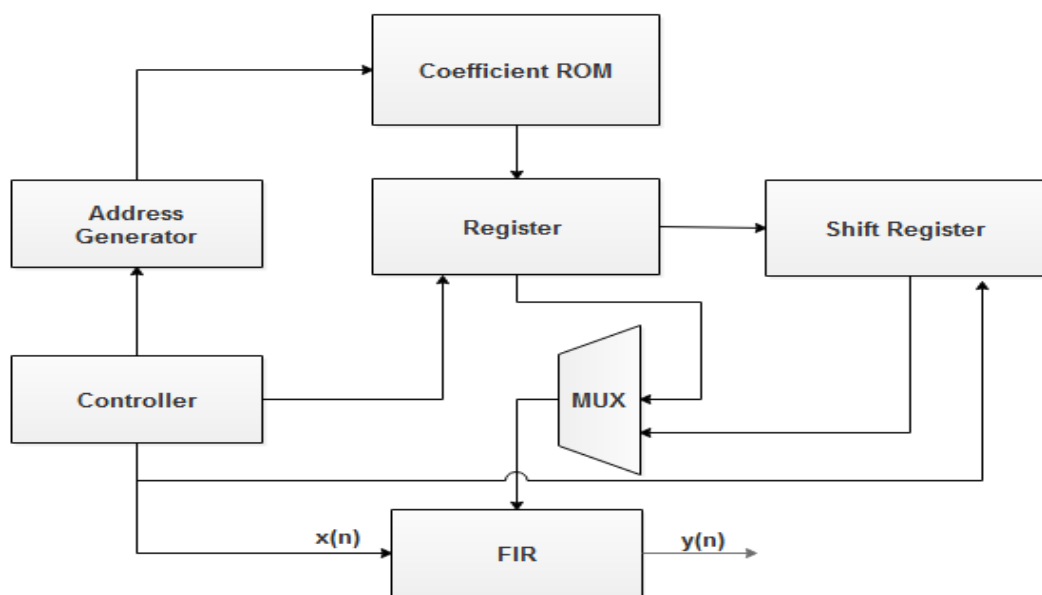 Coefficient ROM
Address
Generator
Register
Shift Register
Controller
MUX
x(n)
FIR
y(n)